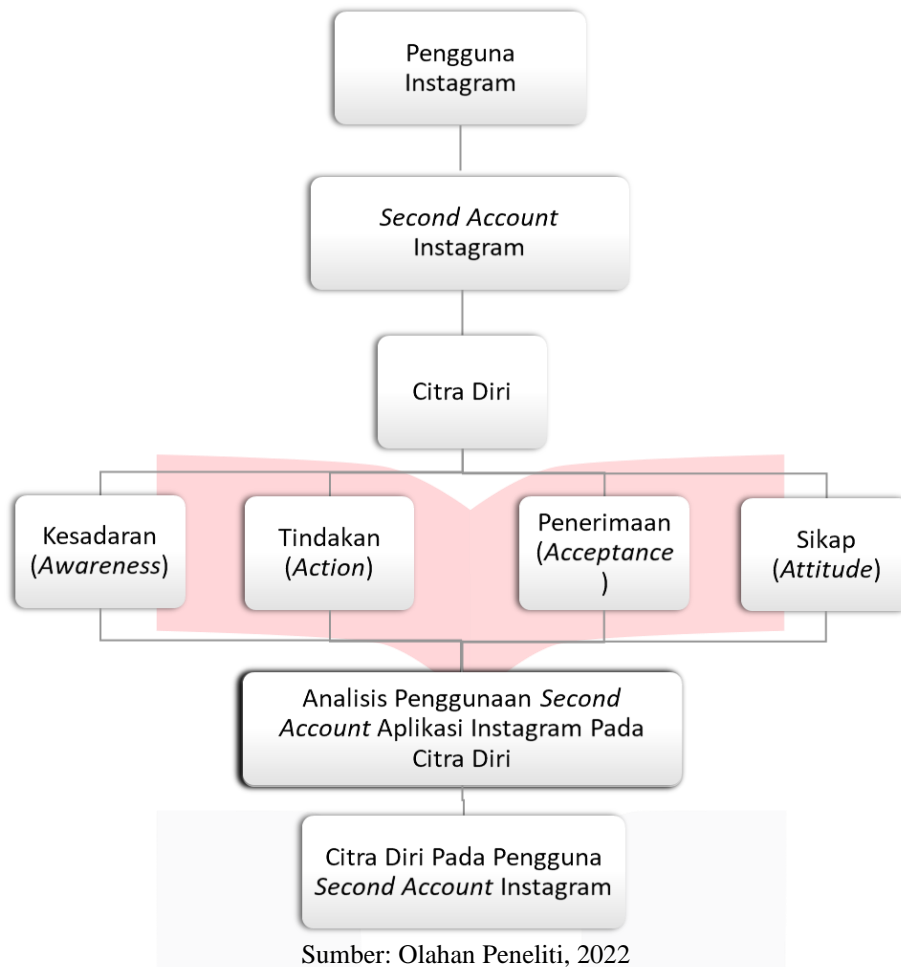 Pengguna
Instagram
Second Account
Instagram
Citra Diri
Kesadaran
(Awareness)
Tindakan
(Action)
Penerimaan
(Acceptance
)
Sikap
(Attitude)
Analisis Penggunaan Second
Account Aplikasi Instagram Pada
Citra Diri
Citra Diri Pada Pengguna
Second Account Instagram
Sumber: Olahan Peneliti, 2022